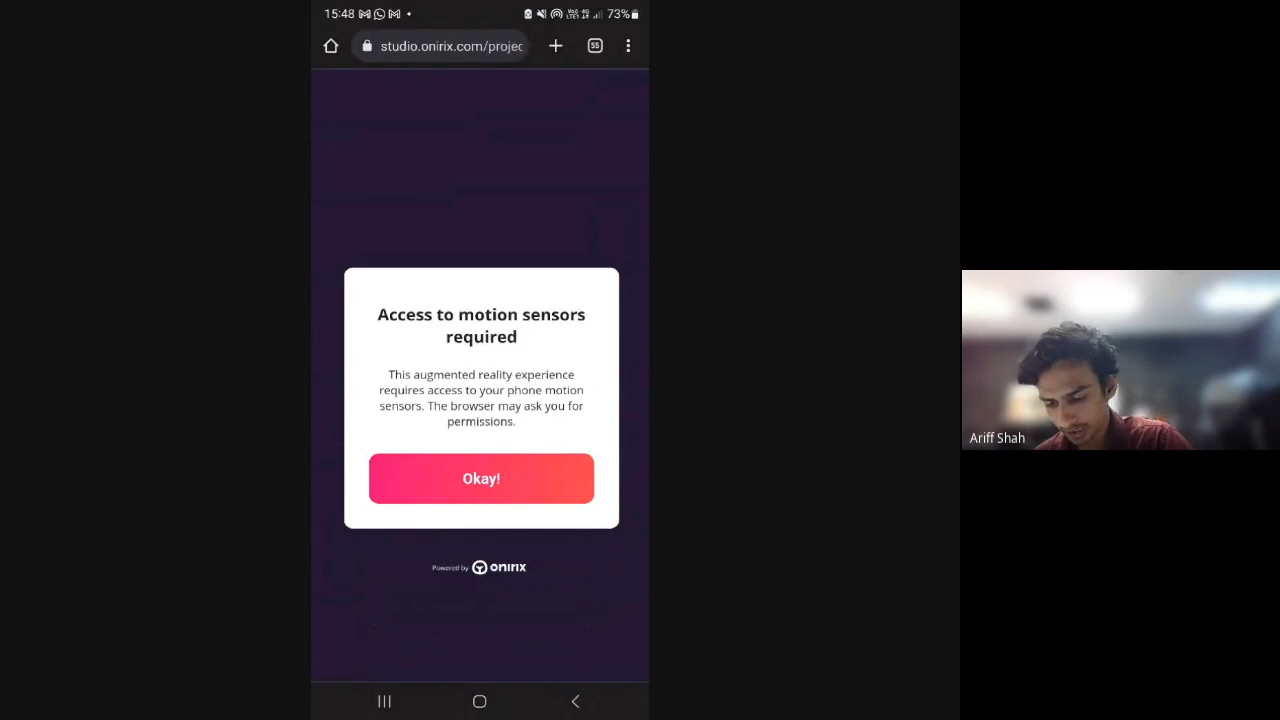 15:48
73%
studio.onirix.com/projec
55
Access to motion sensors
required
This augmented reality experience
requires access to your phone motion
sensors. The browser may ask you for
permissions.
Okay!
Powered by onirix
Ariff Shah